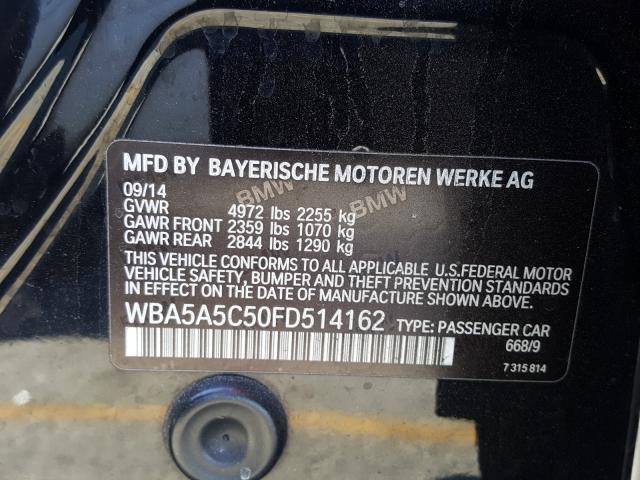 MFD BY BAYERISCHE MOTOREN WERKE AG
09/14
GVWR 4972 lbs 2255 kg
GAWR FRONT 2359 lbs 1070 kg
GAWR REAR 2844 lbs 1290 kg
BMW BMW
THIS VEHICLE CONFORMS TO ALL APPLICABLE U.S.FEDERAL MOTOR
VEHICLE SAFETY, BUMPER AND THEFT PREVENTION STANDARDS
IN EFFECT ON THE DATE OF MANUFACTURE SHOWN ABOVE.
WBA5A5C50FD514162 TYPE: PASSENGER CAR
668/9
7 315 814